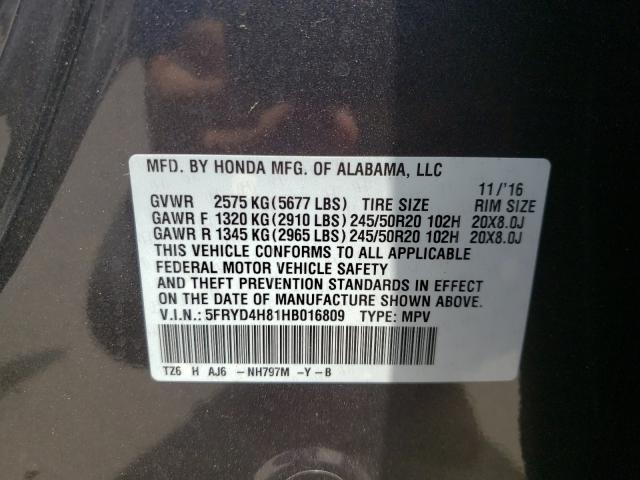 MFD. BY HONDA MFG. OF ALABAMA, LLC
11/'16
GVWR 2575 KG (5677 LBS) TIRE SIZE RIM SIZE
GAWR F 1320 KG (2910 LBS) 245/50R20 102H 20X8.0J
GAWR R 1345 KG (2965 LBS) 245/50R20 102H 20X8.0J
THIS VEHICLE CONFORMS TO ALL APPLICABLE
FEDERAL MOTOR VEHICLE SAFETY
AND THEFT PREVENTION STANDARDS IN EFFECT
ON THE DATE OF MANUFACTURE SHOWN ABOVE.
V.I.N.: 5FRYD4H81HB016809 TYPE: MPV
TZ6 H AJ6 -NH797M -Y-B